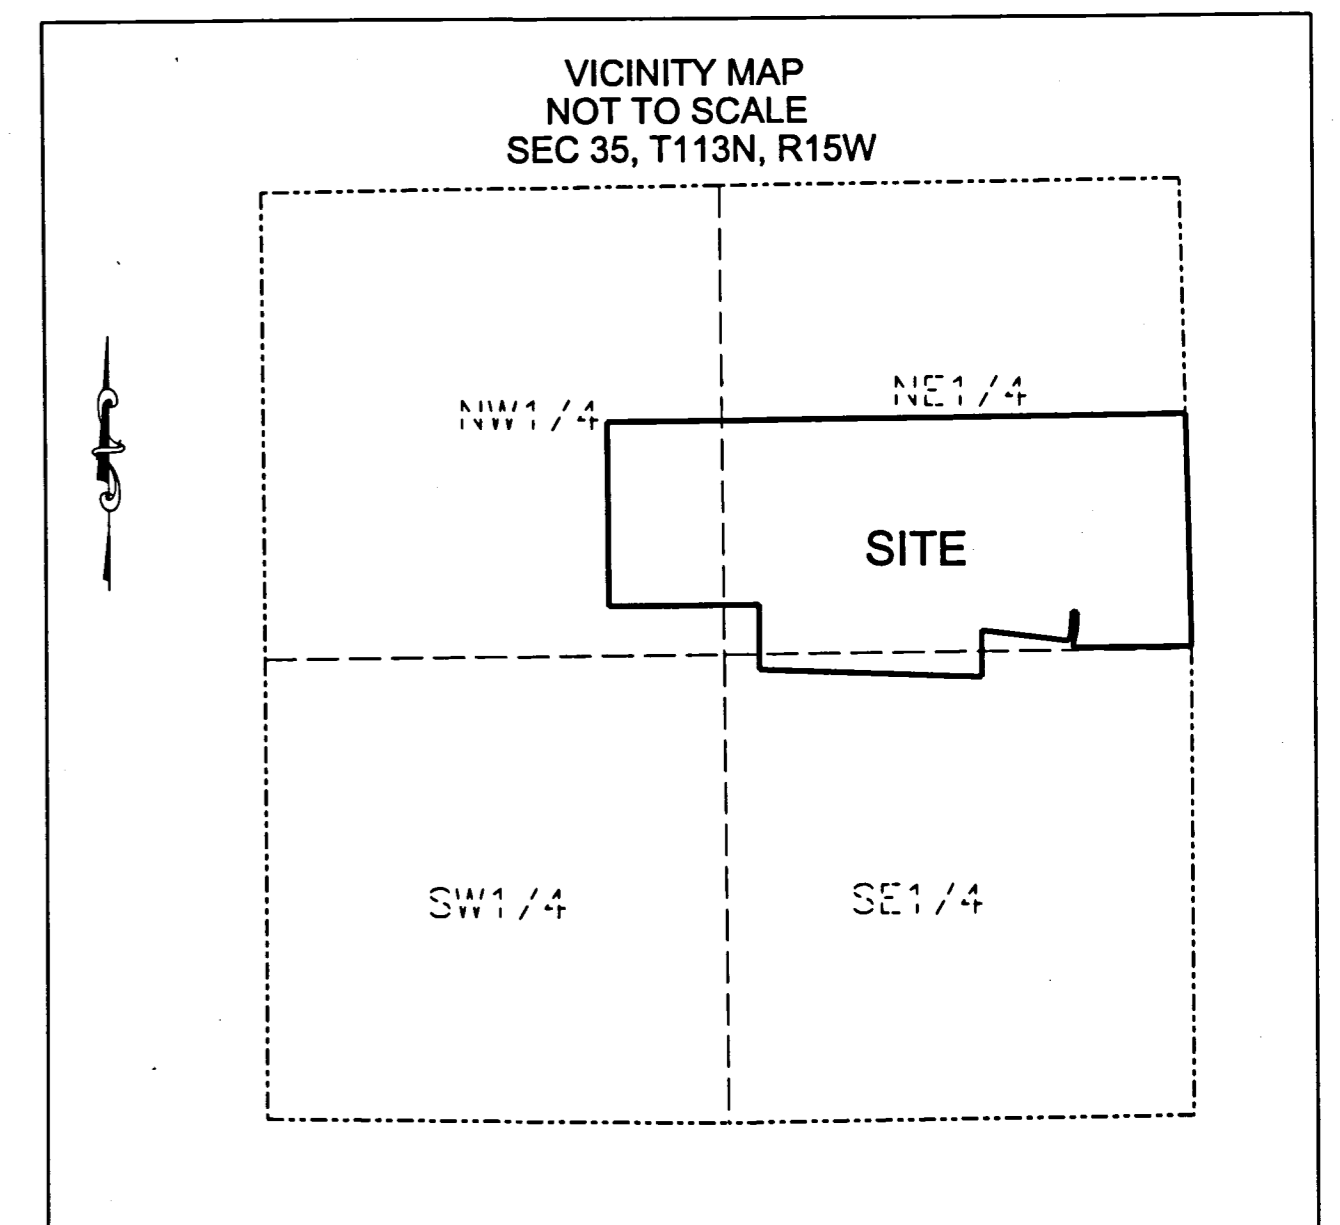 VICINITY MAP
NOT TO SCALE
SEC 35, T113N, R15W
NE1/4
NW1/4
SITE
SW1/4
SE1/4